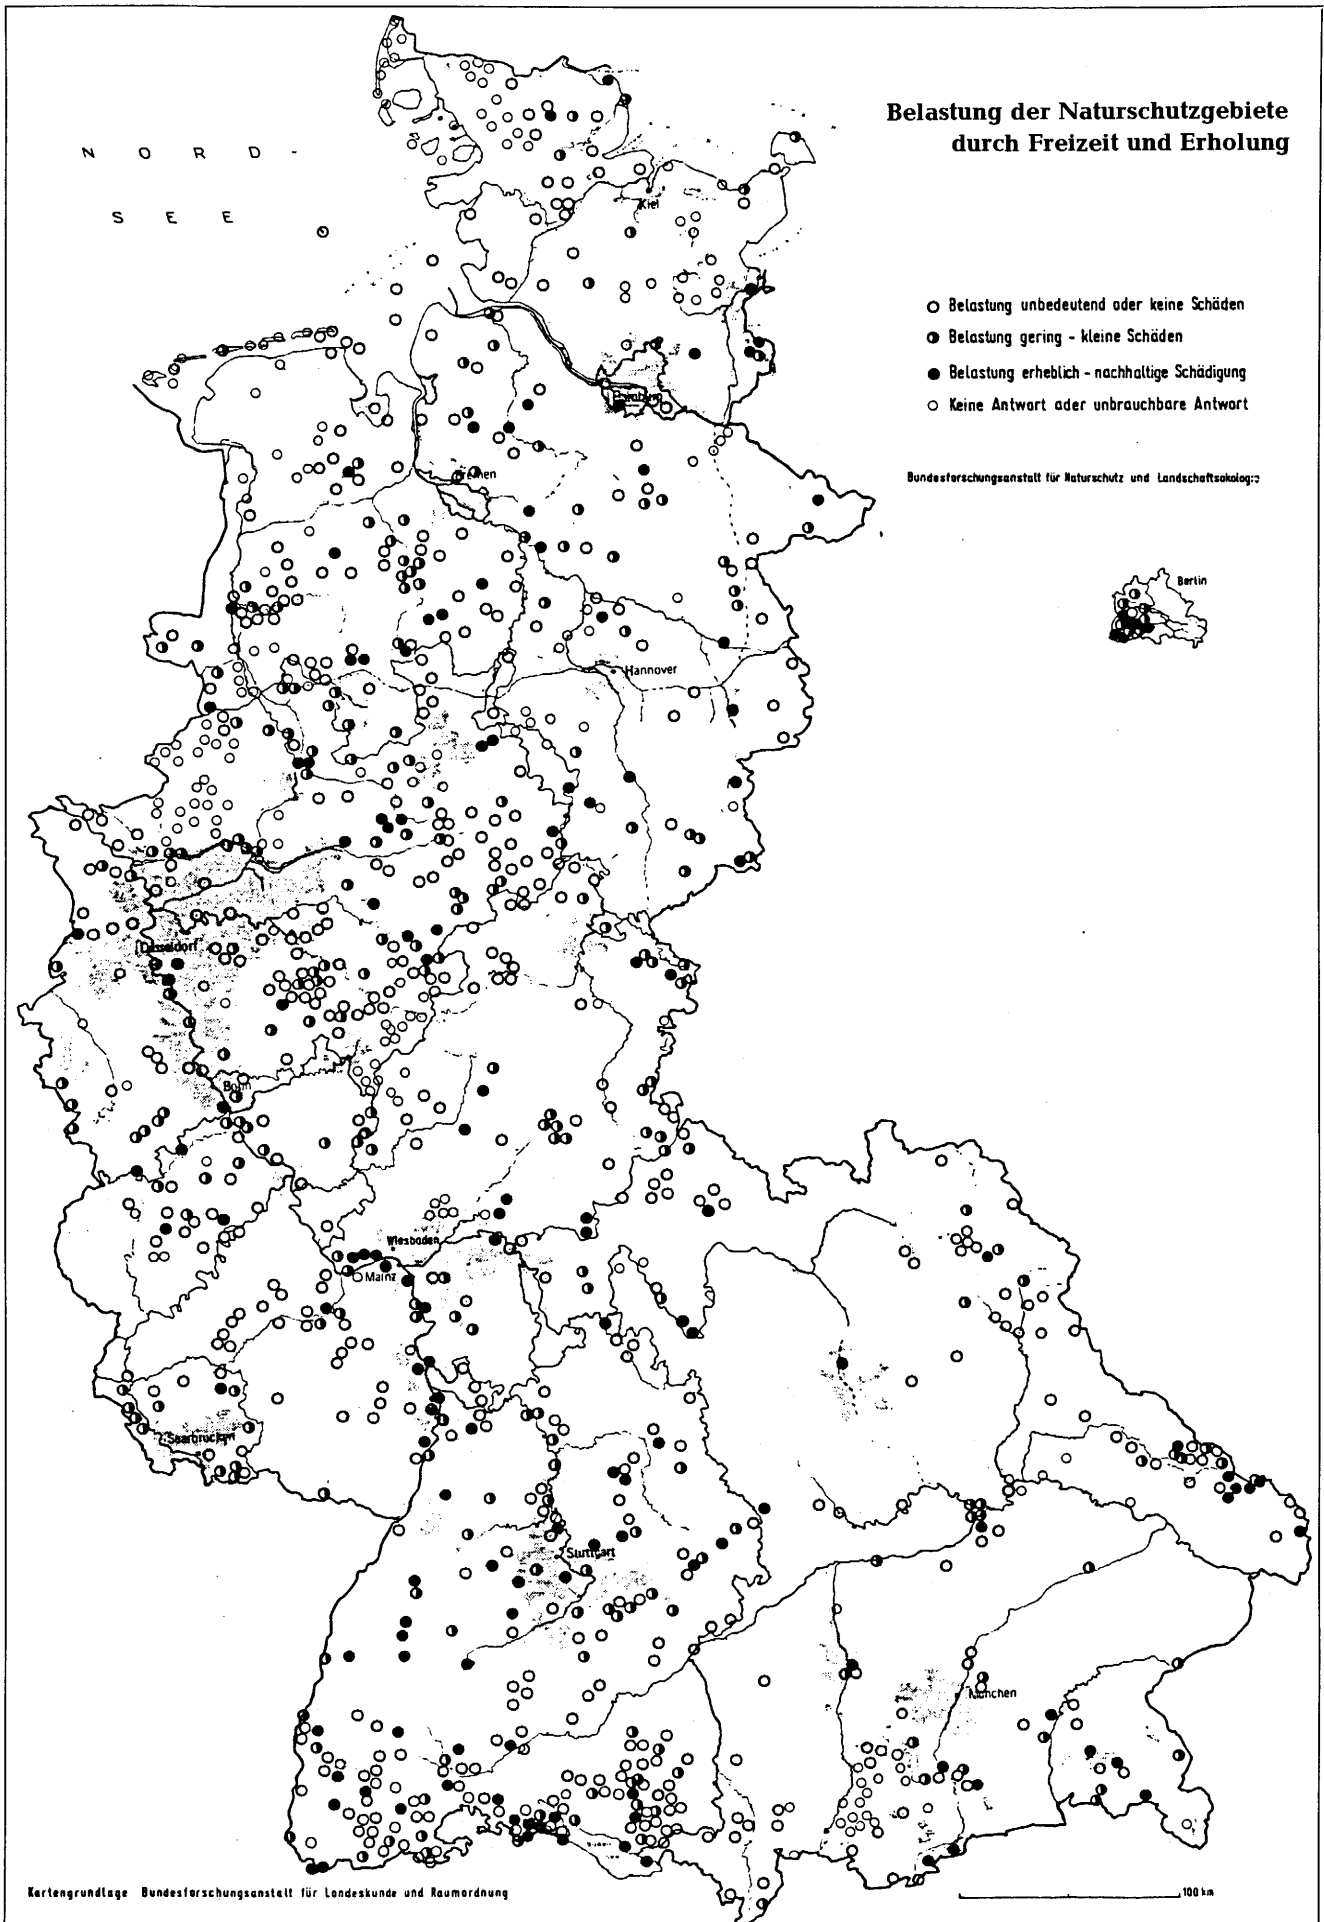 Belastung der Naturschutzgebiete
durch Freizeit und Erholung
N O R D -
S E E
Kiel
Belastung unbedeutend oder keine Schäden
Belastung gering - kleine Schäden
Belastung erheblich - nachhaltige Schädigung
Keine Antwort oder unbrauchbare Antwort
Hamburg
Bremen
Bundesforschungsanstalt für Naturschutz und Landschaftsökologie
Berlin
Hannover
Düsseldorf
Bonn
Wiesbaden
Mainz
Saarbrücken
Stuttgart
München
Kartengrundlage Bundesforschungsanstalt für Landeskunde und Raumordnung
100 km